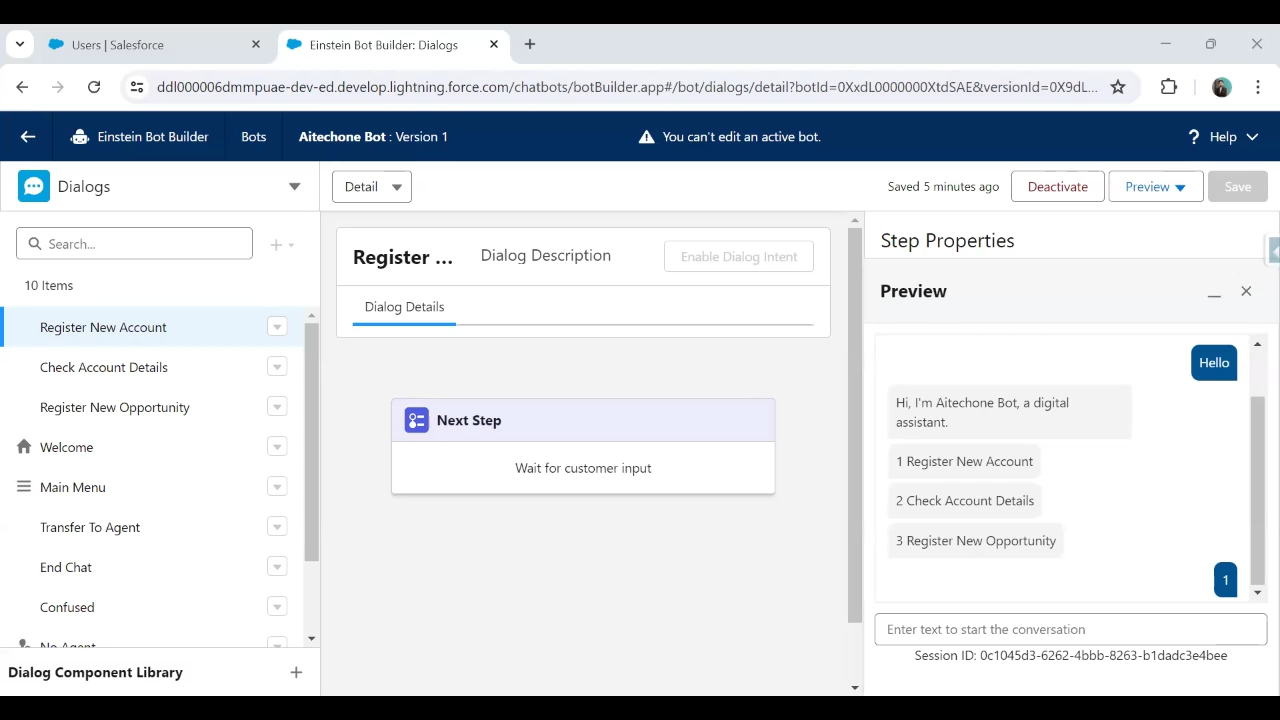 Users | Salesforce
Einstein Bot Builder: Dialogs
ddl000006dmmpuae-dev-ed.develop.lightning.force.com/chatbots/botBuilder.app#/bot/dialogs/detail?botId=0XxdL0000000XtdSAE&versionId=0X9dL...
Einstein Bot Builder
Bots
Aitechone Bot : Version 1
You can't edit an active bot.
? Help
Dialogs
Detail
Saved 5 minutes ago
Deactivate
Preview
Save
Search...
10 Items
Register New Account
Check Account Details
Register New Opportunity
Welcome
Main Menu
Transfer To Agent
End Chat
Confused
No Agent
Dialog Component Library
Register ...
Dialog Description
Enable Dialog Intent
Dialog Details
Next Step
Wait for customer input
Step Properties
Preview
Hello
Hi, I'm Aitechone Bot, a digital
assistant.
1 Register New Account
2 Check Account Details
3 Register New Opportunity
1
Enter text to start the conversation
Session ID: 0c1045d3-6262-4bbb-8263-b1dadc3e4bee